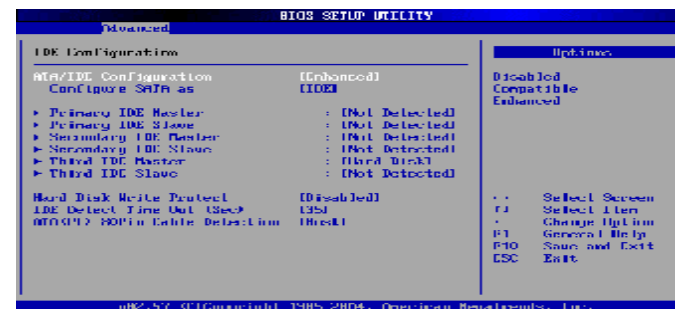 BIOS SETUP UTILITY
Advanced
IDE Configuration
ATA/IDE Configuration [Enhanced]
Configure SATA as [IDE]
Primary IDE Master : [Not Detected]
Primary IDE Slave : [Not Detected]
Secondary IDE Master : [Not Detected]
Secondary IDE Slave : [Not Detected]
Third IDE Master : [Hard Disk]
Third IDE Slave : [Not Detected]
Hard Disk Write Protect [Disabled]
IDE Detect Time Out (Sec) [35]
ATA(PI) 80Pin Cable Detection [Host]
Options
Disabled
Compatible
Enhanced
Select Screen
Select Item
Change Option
F1 General Help
F10 Save and Exit
ESC Exit
v02.57 (C)Copyright 1985-2004, American Megatrends, Inc.